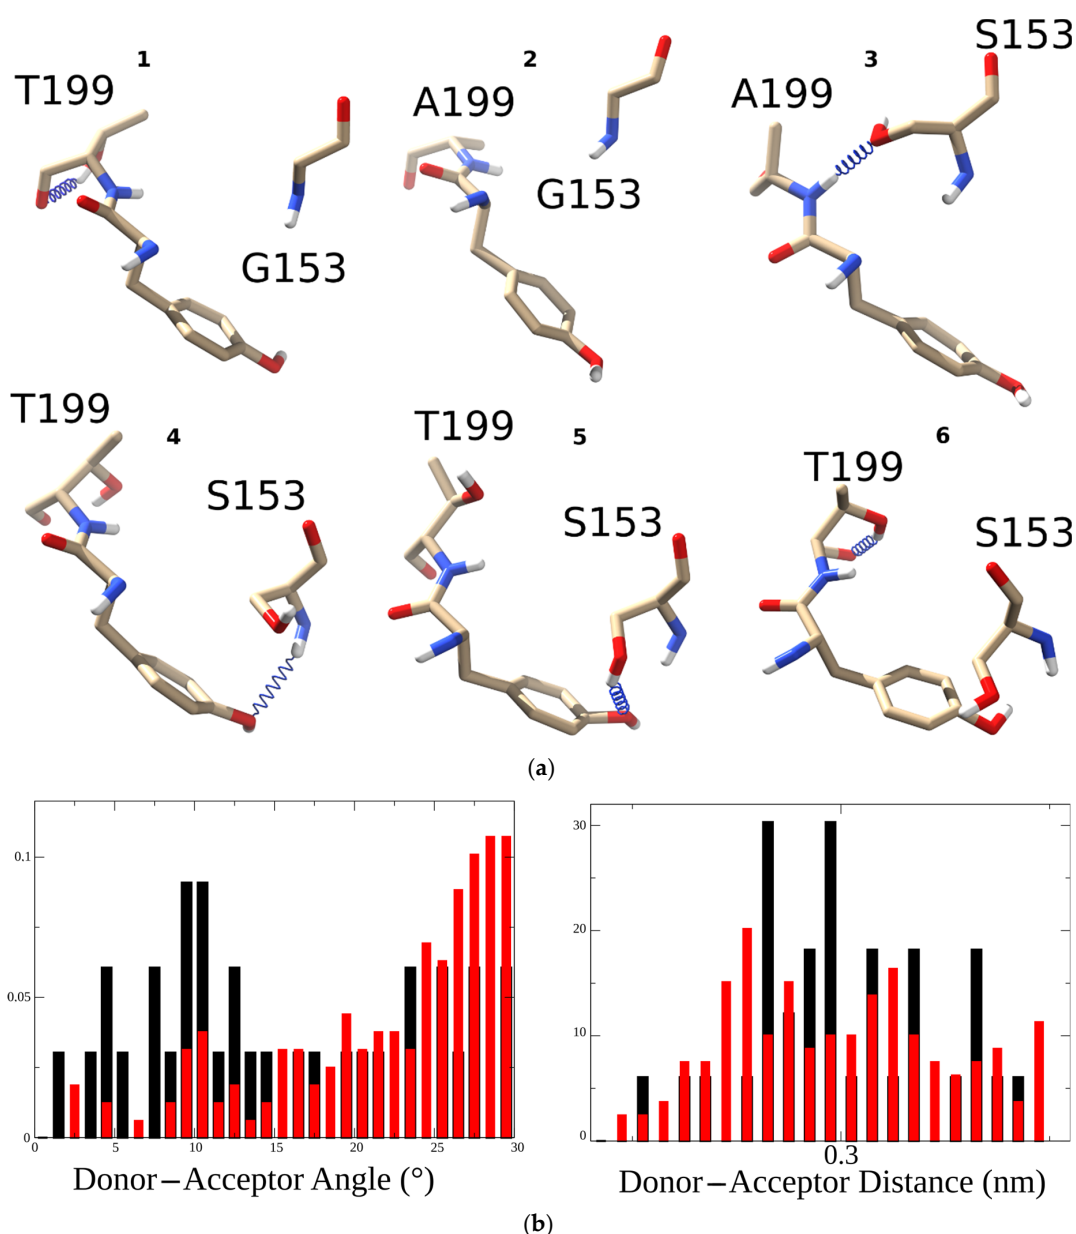 1
T199
G153
2
A199
G153
3
A199
S153
4
T199
S153
5
T199
S153
6
T199
S153
(a)
0.1
0.05
0
0 5 10 15 20 25 30
Donor−Acceptor Angle (°)
30
20
10
0
0.3
Donor−Acceptor Distance (nm)
(b)